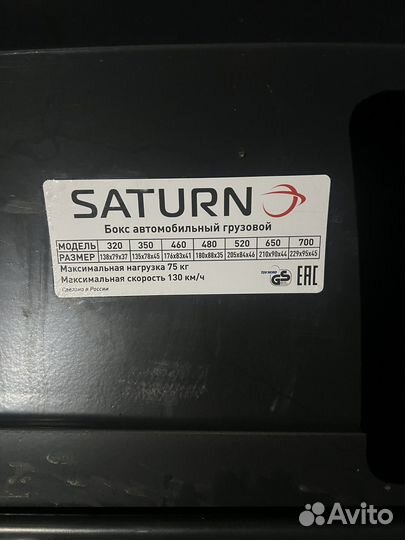 SATURN
Бокс автомобильный грузовой
МОДЕЛЬ 320 350 460 480 520 650 700
РАЗМЕР 138x79x37 135x78x45 176x83x41 180x88x35 205x84x46 210x90x44 229x95x45
Максимальная нагрузка 75 кг
Максимальная скорость 130 км/ч
Сделано в России
GS EAC
Avito